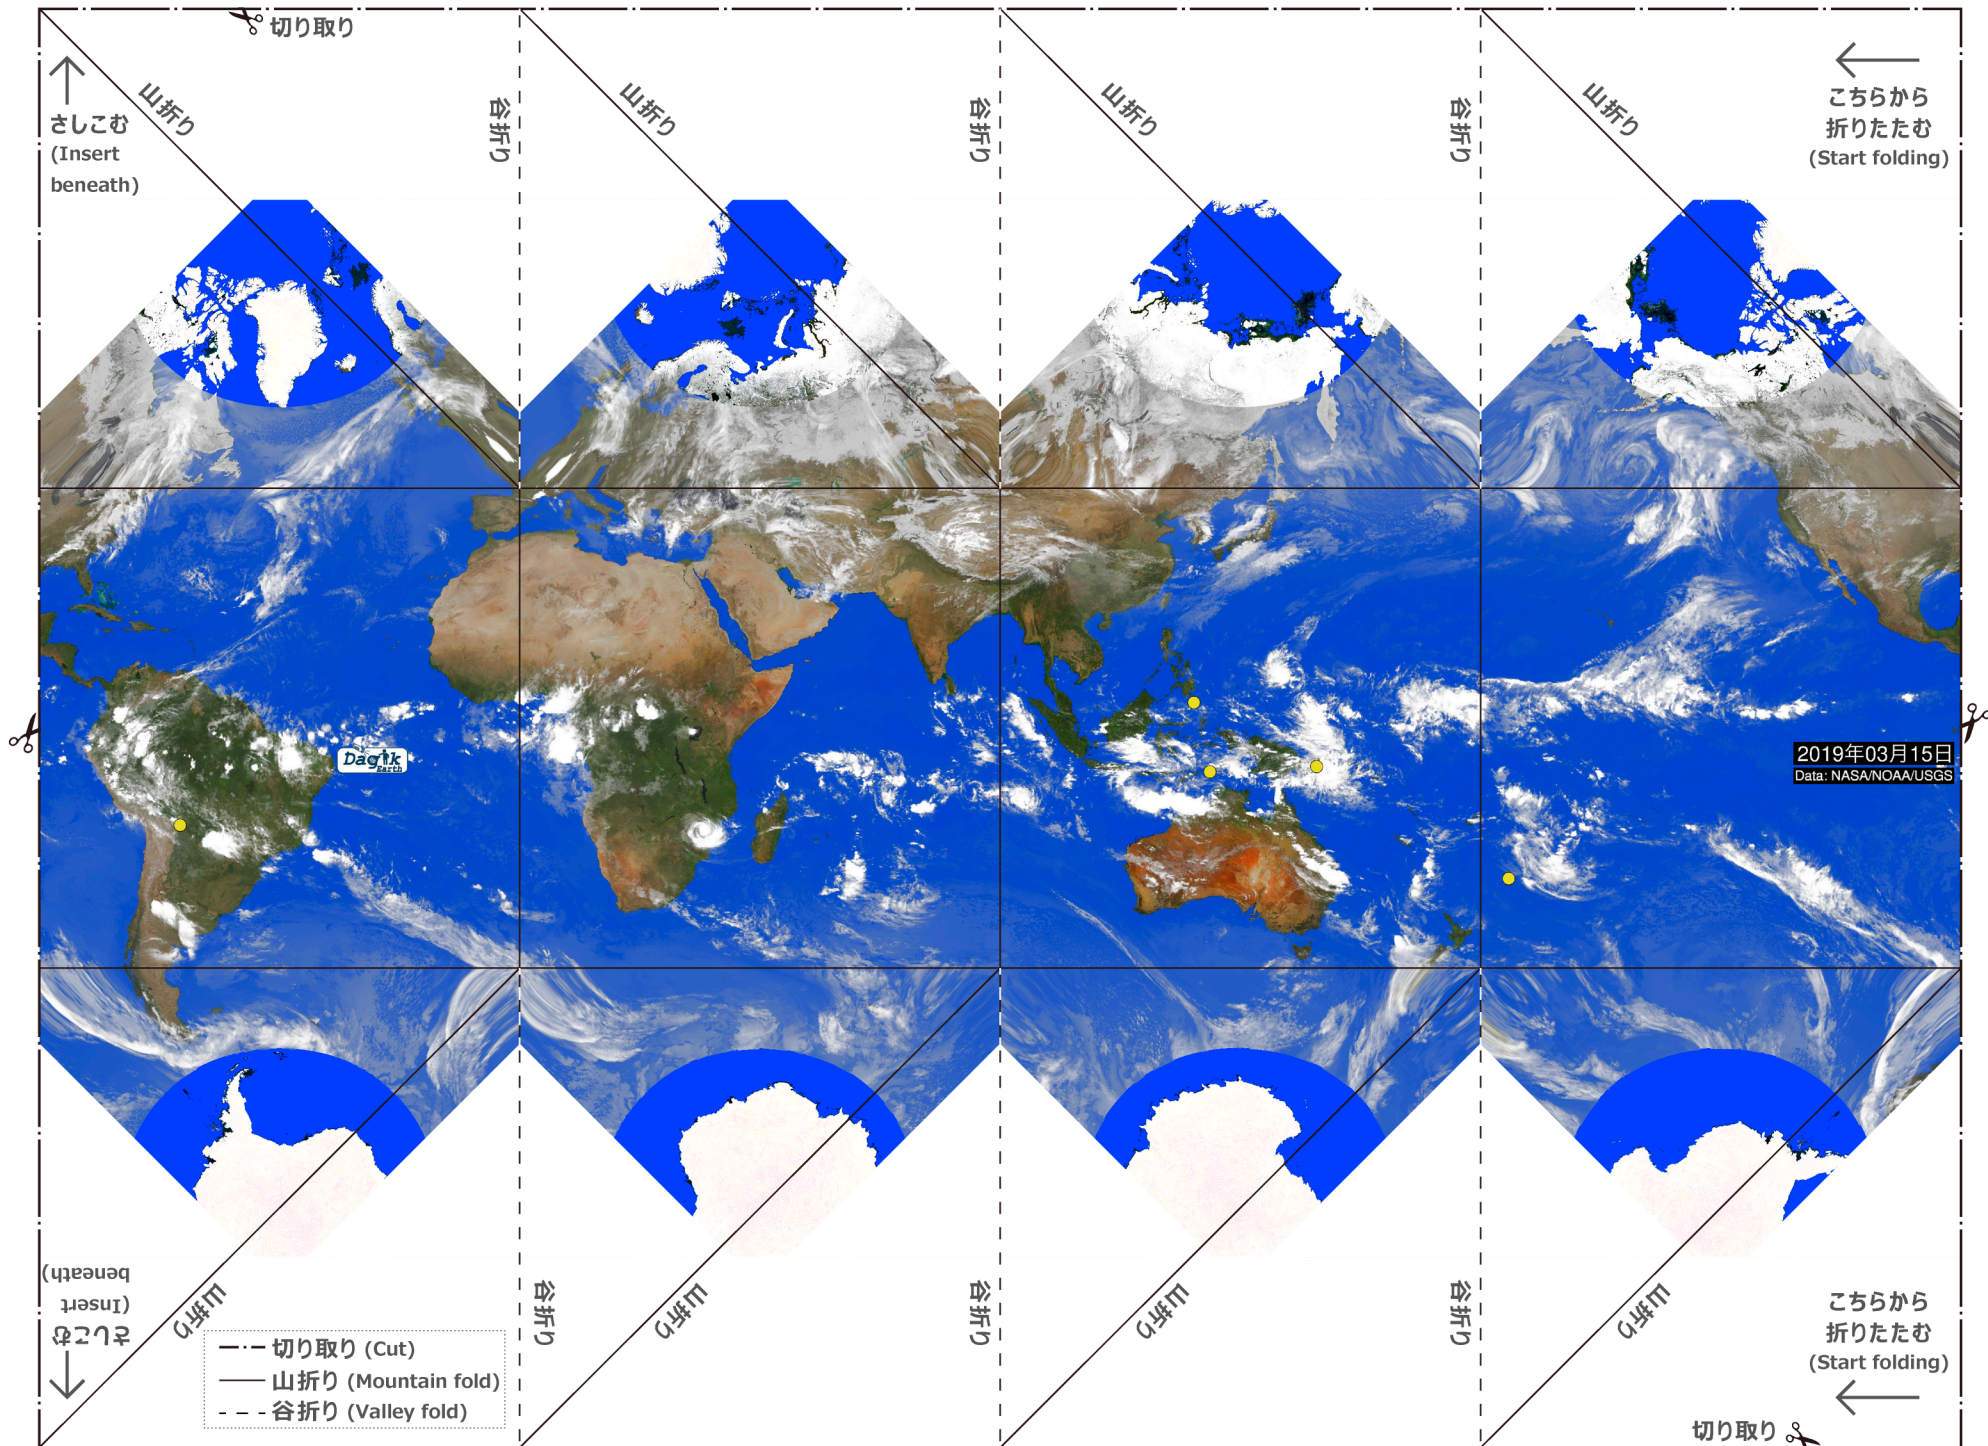 切り取り
さしこむ
(Insert
beneath)
山折り
谷折り
山折り
谷折り
山折り
谷折り
山折り
こちらから
折りたたむ
(Start folding)
Dagik
Earth
2019年03月15日
Data: NASA/NOAA/USGS
さしこむ
(Insert
beneath)
山折り
谷折り
山折り
谷折り
山折り
谷折り
山折り
こちらから
折りたたむ
(Start folding)
切り取り (Cut)
山折り (Mountain fold)
谷折り (Valley fold)
切り取り